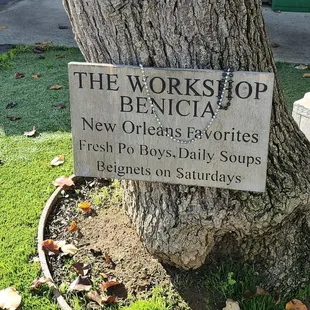 THE WORKSHOP
BENICIA
New Orleans Favorites
Fresh Po Boys. Daily Soups
Beignets on Saturdays